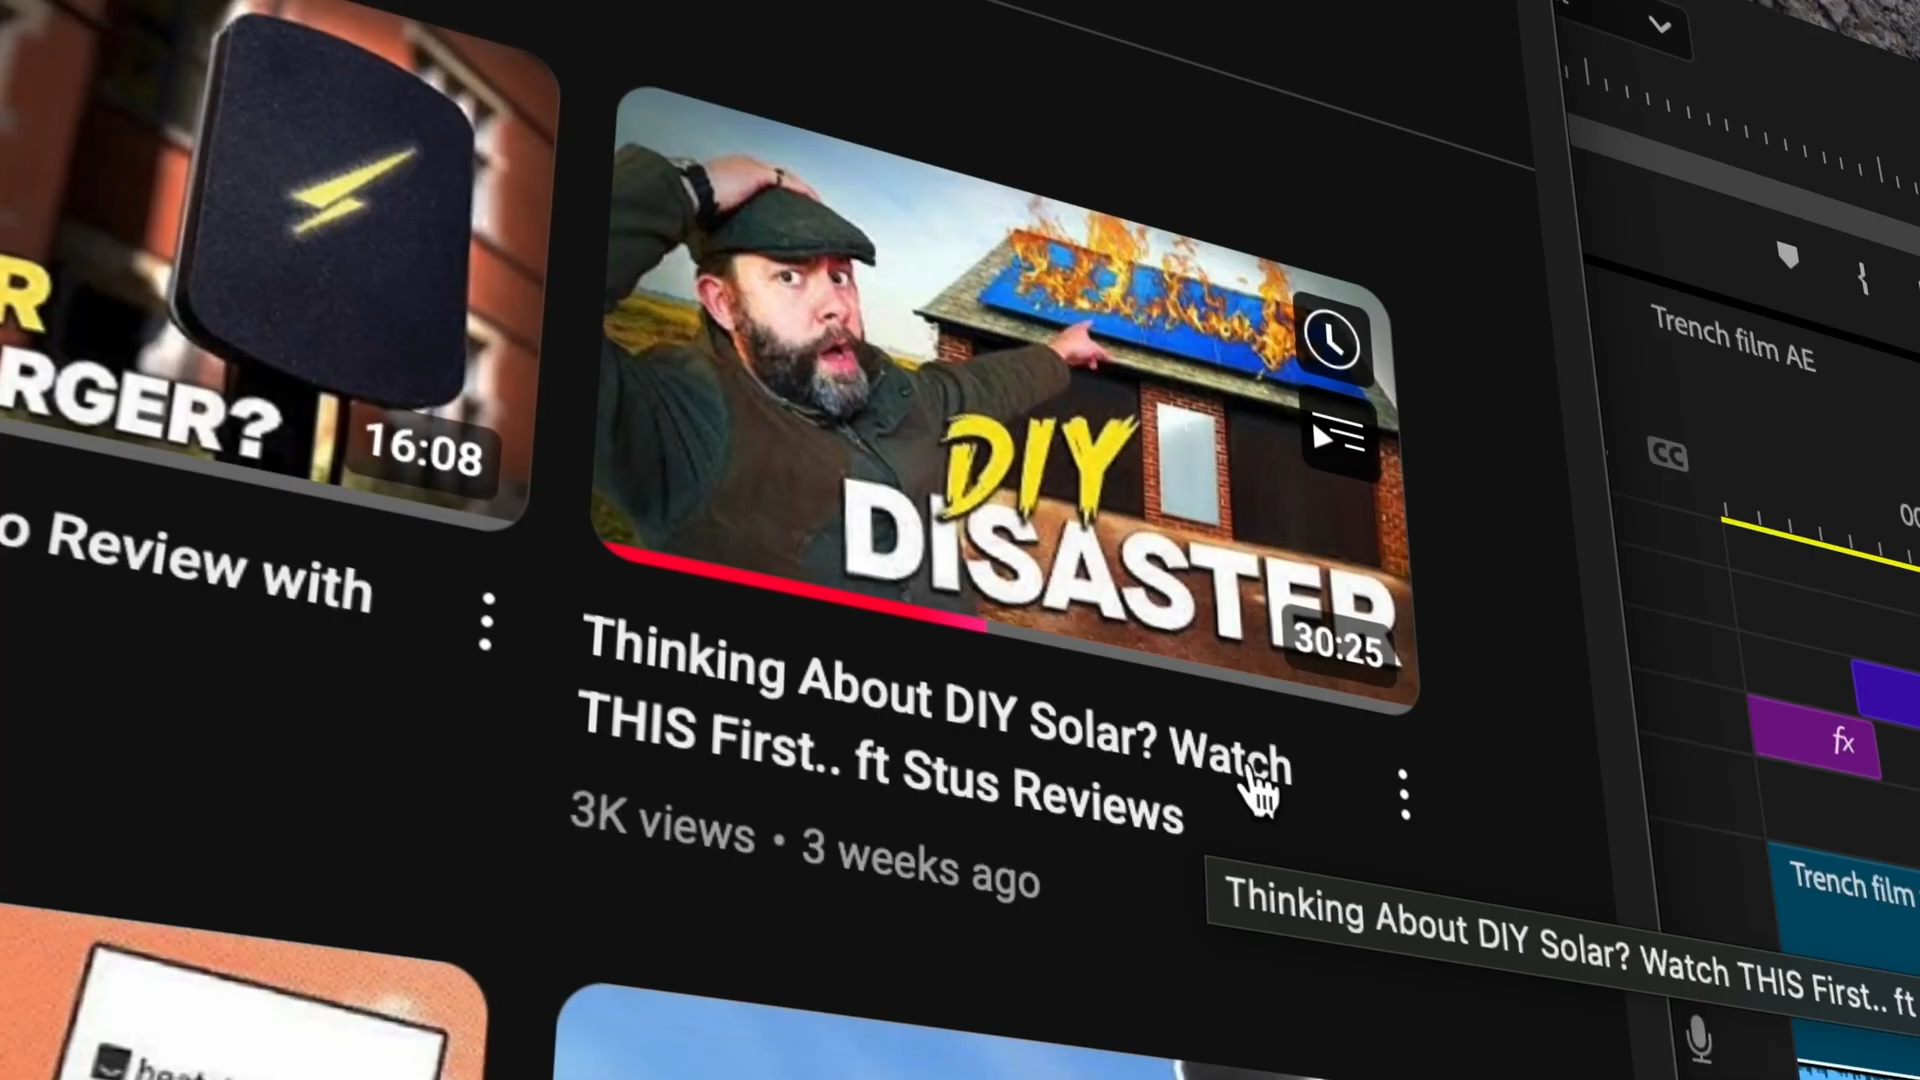 R
RGER?
16:08
o Review with
DIY
DISASTER
30:25
Thinking About DIY Solar? Watch
THIS First.. ft Stus Reviews
3K views • 3 weeks ago
Thinking About DIY Solar? Watch THIS First.. ft
Trench film AE
CC
fx
Trench film